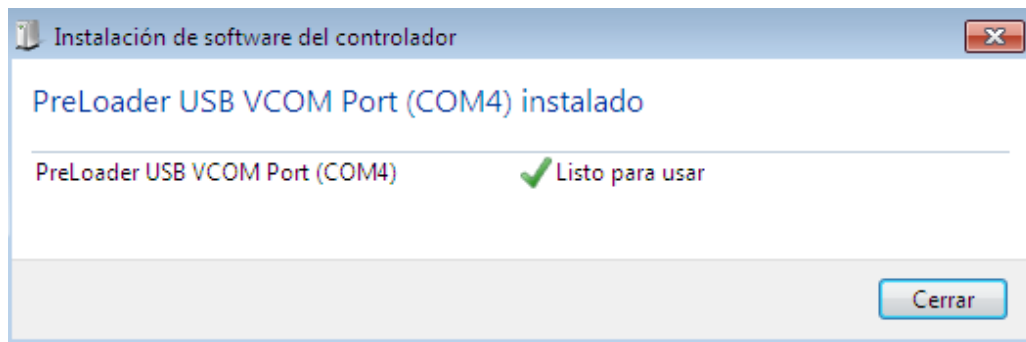 Instalación de software del controlador
PreLoader USB VCOM Port (COM4) instalado
PreLoader USB VCOM Port (COM4) Listo para usar
Cerrar